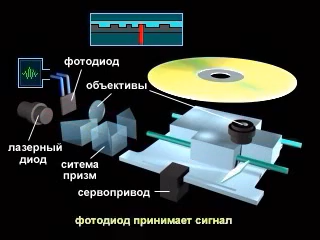 фотодиод
объективы
лазерный
диод
ситема
призм
сервопривод
фотодиод принимает сигнал